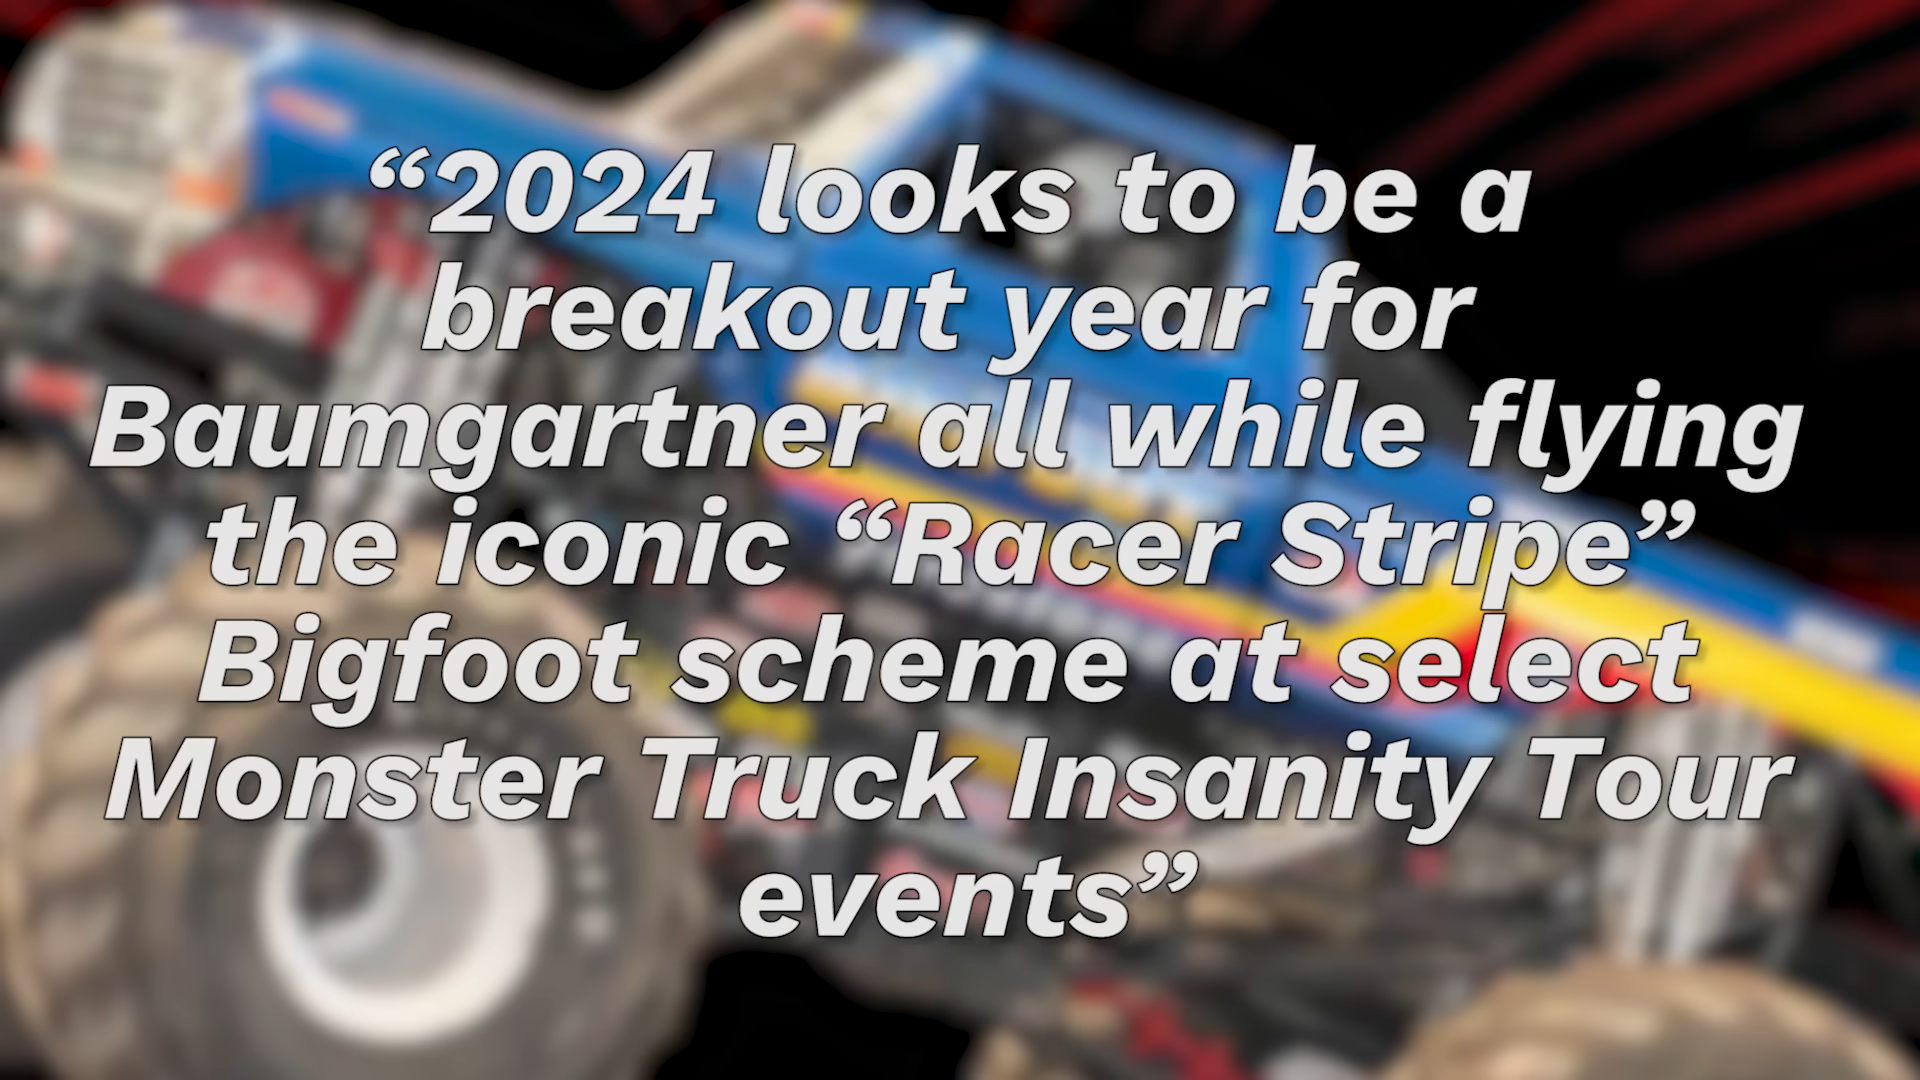 “2024 looks to be a
breakout year for
Baumgartner all while flying
the iconic “Racer Stripe”
Bigfoot scheme at select
Monster Truck Insanity Tour
events”